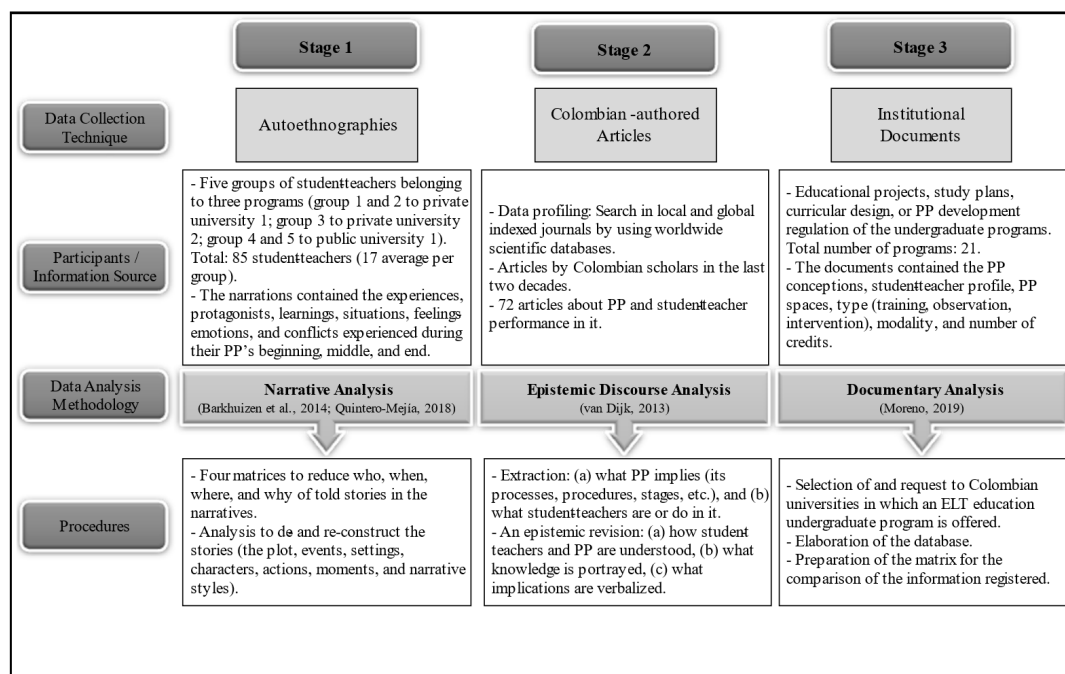 Stage 1
Stage 2
Stage 3
Data Collection
Technique
Autoethnographies
Colombian -authored
Articles
Institutional
Documents
Participants /
Information Source
- Five groups of student-teachers belonging
to three programs (group 1 and 2 to private
university 1; group 3 to private university
2; group 4 and 5 to public university 1).
Total: 85 student-teachers (17 average per
group).
- The narrations contained the experiences,
protagonists, learnings, situations, feelings,
emotions, and conflicts experienced during
their PP's beginning, middle, and end.
- Data profiling: Search in local and global
indexed journals by using worldwide
scientific databases.
- Articles by Colombian scholars in the last
two decades.
- 72 articles about PP and student-teacher
performance in it.
- Educational projects, study plans,
curricular design, or PP development
regulation of the undergraduate programs.
Total number of programs: 21.
- The documents contained the PP
conceptions, student-teacher profile, PP
spaces, type (training, observation,
intervention), modality, and number of
credits.
Data Analysis
Methodology
Narrative Analysis
(Barkhuizen et al., 2014; Quintero-Mejía, 2018)
Epistemic Discourse Analysis
(van Dijk, 2013)
Documentary Analysis
(Moreno, 2019)
Procedures
- Four matrices to reduce who, when,
where, and why of told stories in the
narratives.
- Analysis to de- and re-construct the
stories (the plot, events, settings,
characters, actions, moments, and narrative
styles).
- Extraction: (a) what PP implies (its
processes, procedures, stages, etc.), and (b)
what student-teachers are or do in it.
- An epistemic revision: (a) how student
teachers and PP are understood, (b) what
knowledge is portrayed, (c) what
implications are verbalized.
- Selection of and request to Colombian
universities in which an ELT education
undergraduate program is offered.
- Elaboration of the database.
- Preparation of the matrix for the
comparison of the information registered.